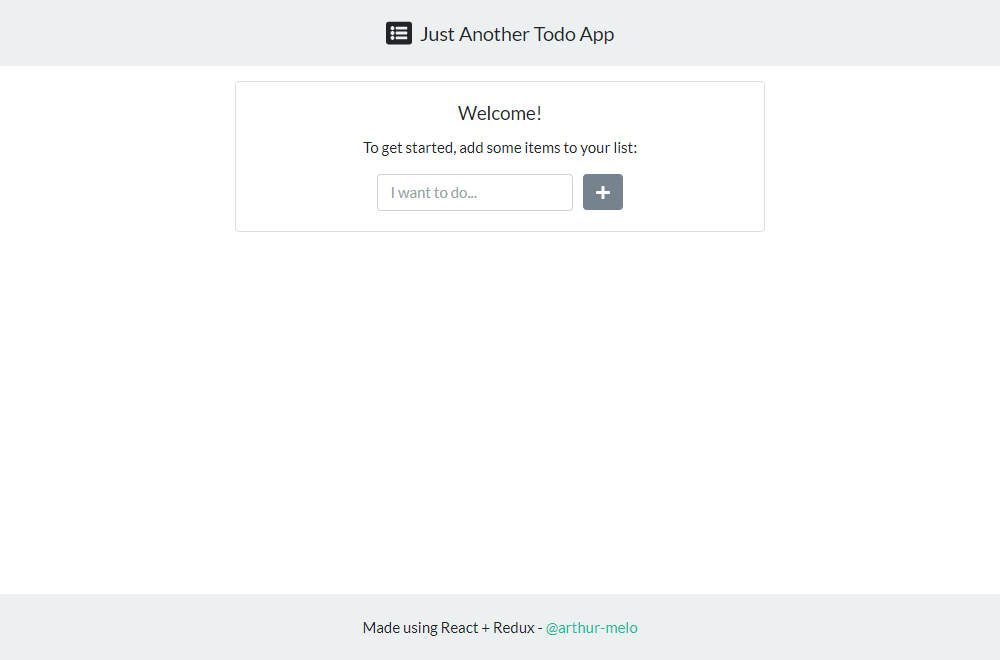 Just Another Todo App
Welcome!
To get started, add some items to your list:
I want to do...
Made using React + Redux - @arthur-melo